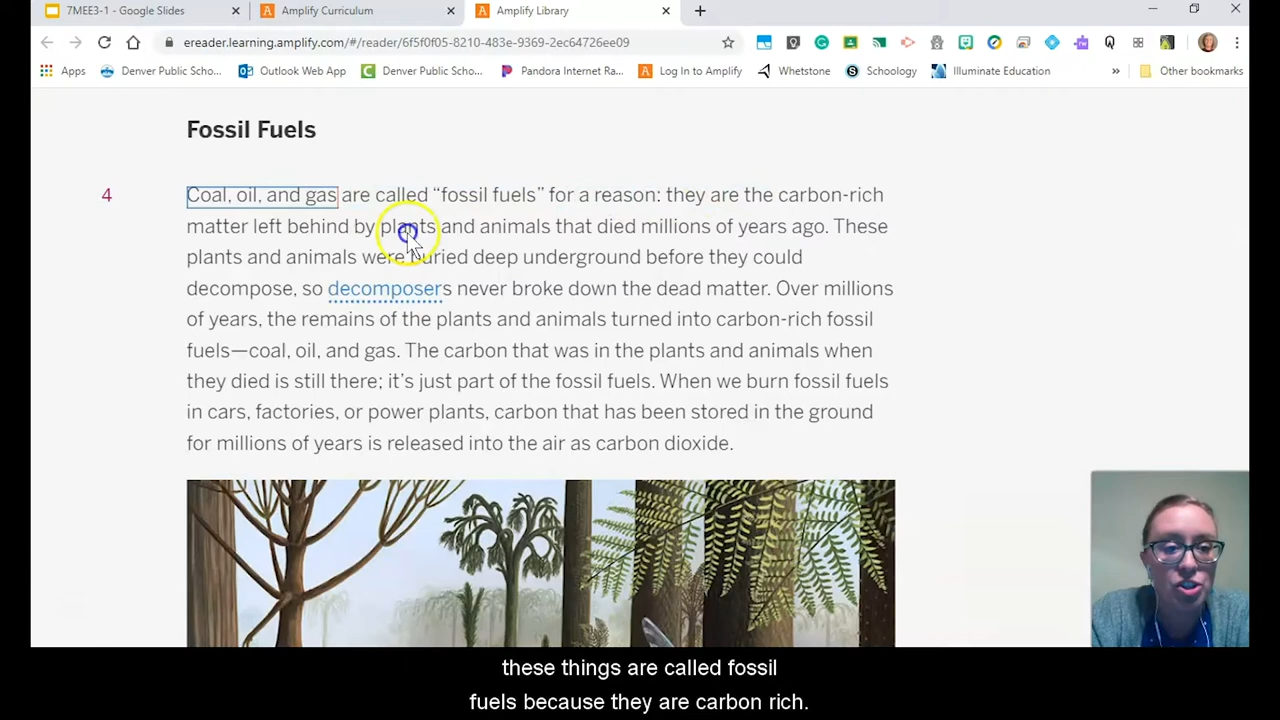 7MEE3-1 - Google Slides
Amplify Curriculum
Amplify Library
ereader.learning.amplify.com/#/reader/6f5f0f05-8210-483e-9369-2ec64726ee09
Apps
Denver Public Scho...
Outlook Web App
Denver Public Scho...
Pandora Internet Ra...
Log In to Amplify
Whetstone
Schoology
Illuminate Education
»
Other bookmarks
Fossil Fuels
4
Coal, oil, and gas are called “fossil fuels” for a reason: they are the carbon-rich
matter left behind by plants and animals that died millions of years ago. These
plants and animals were buried deep underground before they could
decompose, so decomposers never broke down the dead matter. Over millions
of years, the remains of the plants and animals turned into carbon-rich fossil
fuels—coal, oil, and gas. The carbon that was in the plants and animals when
they died is still there; it’s just part of the fossil fuels. When we burn fossil fuels
in cars, factories, or power plants, carbon that has been stored in the ground
for millions of years is released into the air as carbon dioxide.
these things are called fossil
fuels because they are carbon rich.